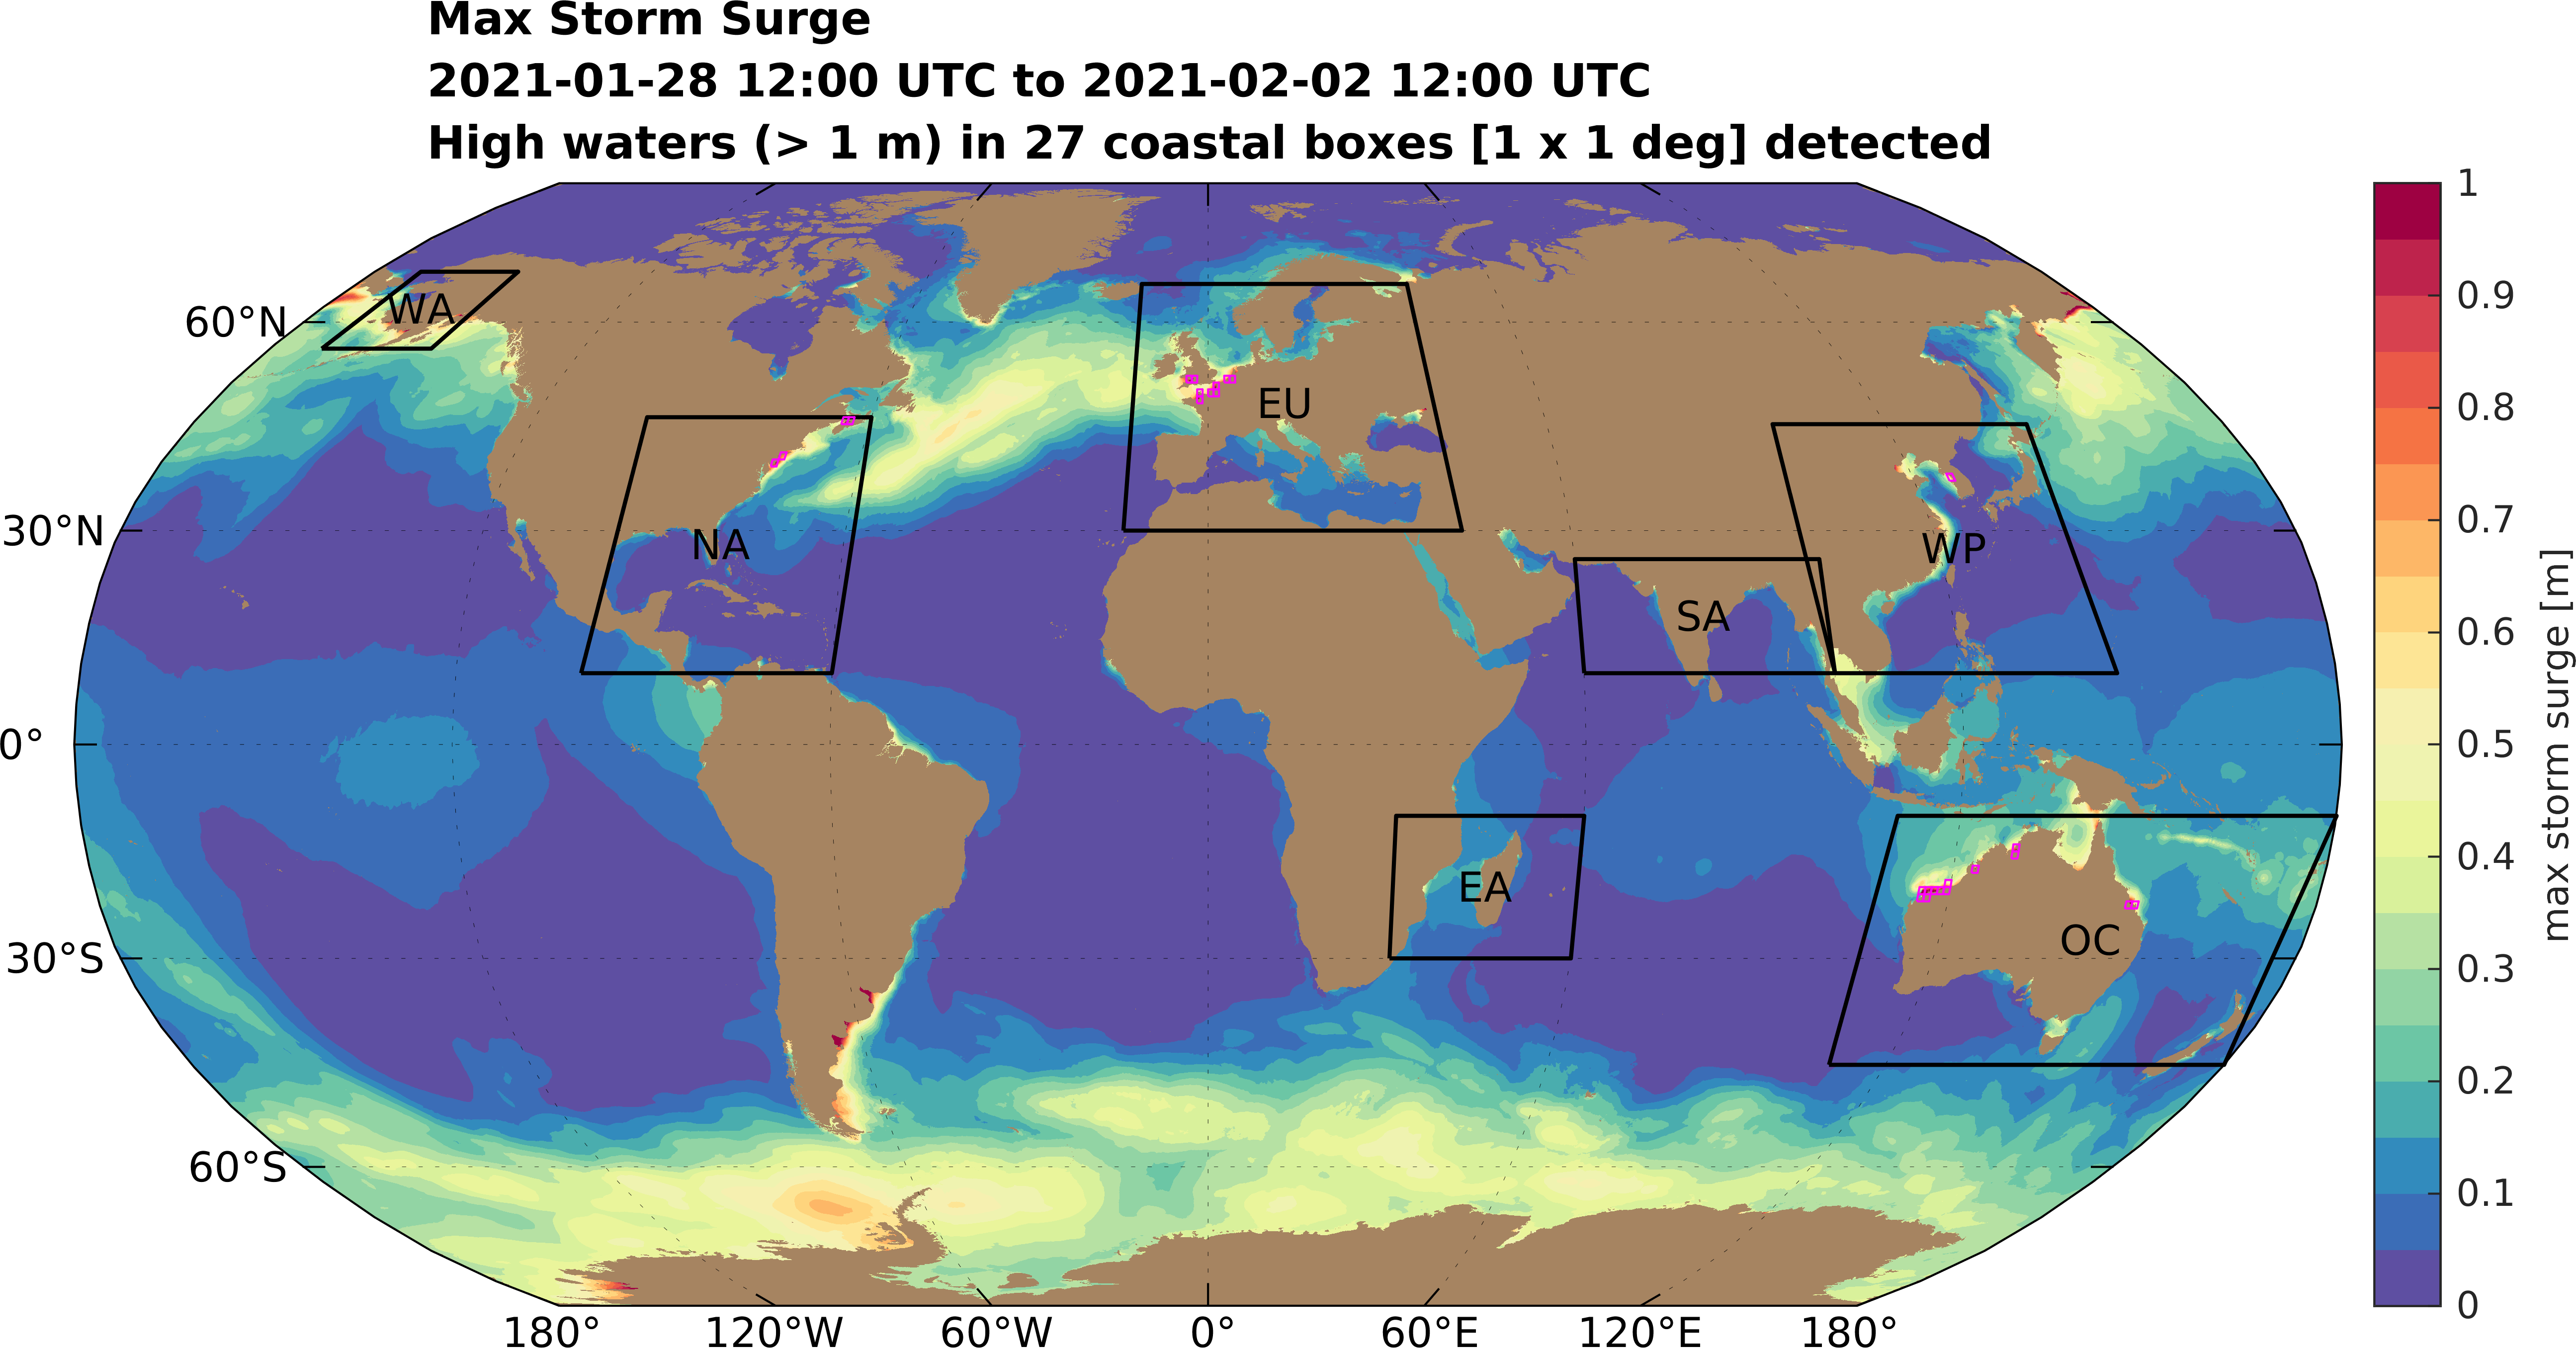 Max Storm Surge
2021-01-28 12:00 UTC to 2021-02-02 12:00 UTC
High waters (> 1 m) in 27 coastal boxes [1 x 1 deg] detected
60°N
30°N
0°
30°S
60°S
WA
NA
EU
SA
WP
EA
OC
180°
120°W
60°W
0°
60°E
120°E
180°
1
0.9
0.8
0.7
0.6
0.5
0.4
0.3
0.2
0.1
0
max storm surge [m]